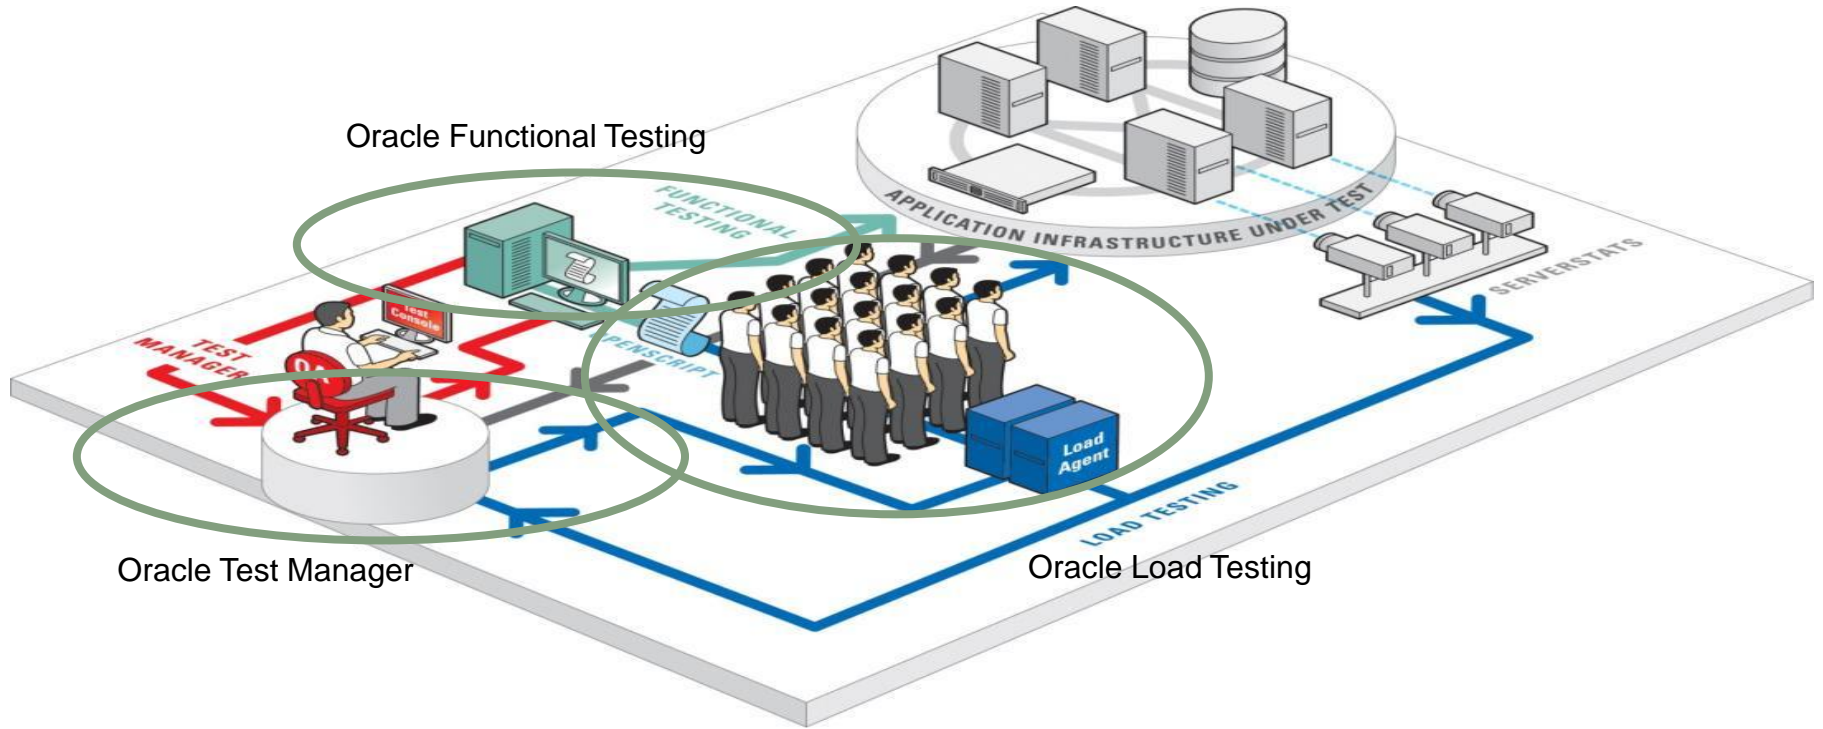 Oracle Functional Testing
FUNCTIONAL
TESTING
APPLICATION INFRASTRUCTURE UNDER TEST
SERVERSTATS
Test
Console
TEST
MANAGER
PENSCRIPT
QA
Load
Agent
LOAD TESTING
Oracle Test Manager
Oracle Load Testing